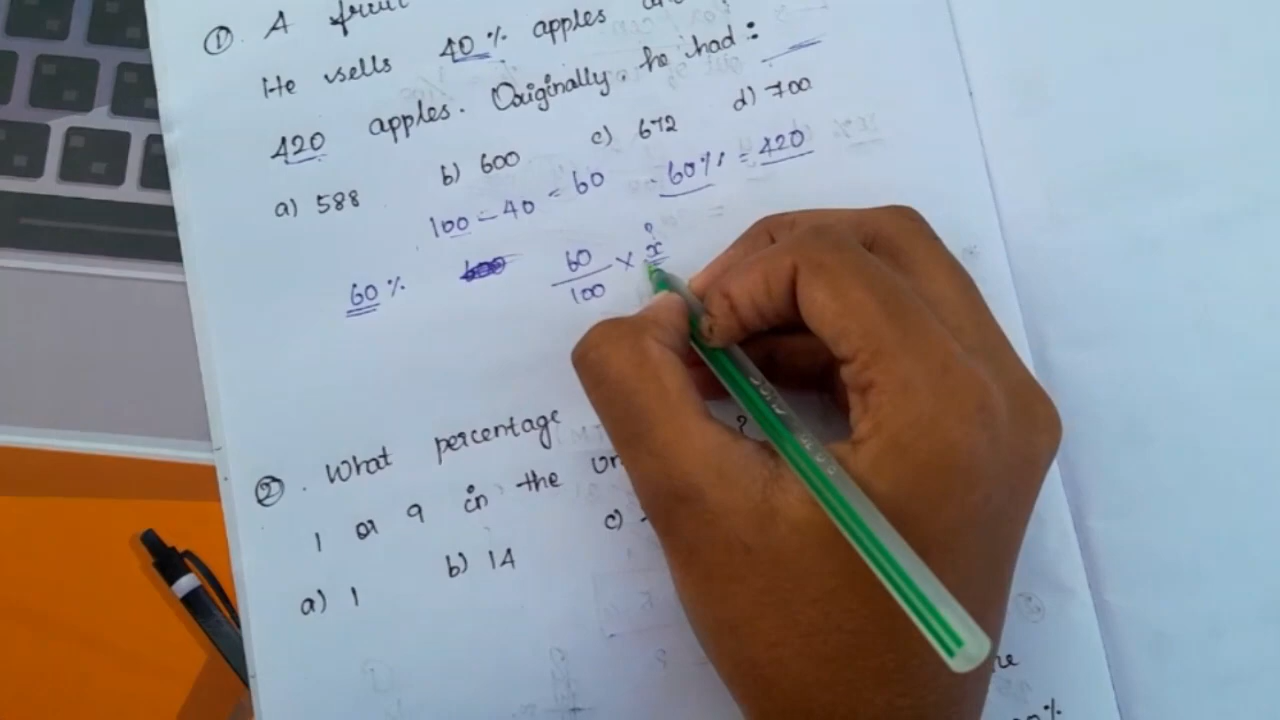 ① A fruit
He sells 40% apples
420 apples. Originally, he had:
a) 588 b) 600 c) 672 d) 700
100 - 40 = 60 60% = 420
60% 60/100 × x
?
② . What percentage ?
1 or 9 in the
a) 1 b) 14 c)